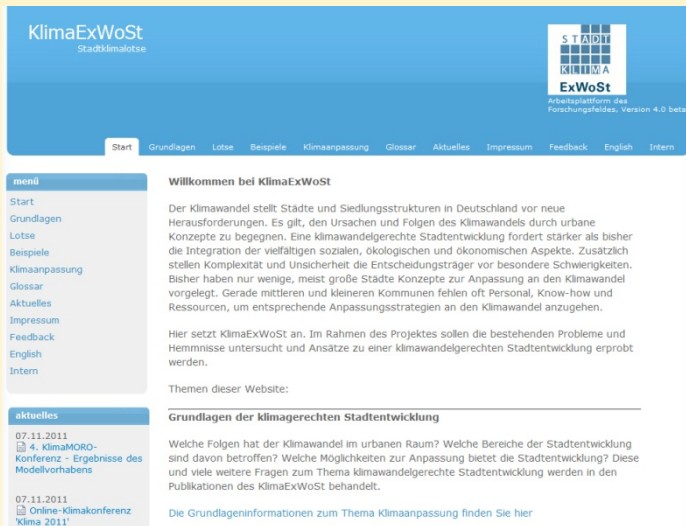 KlimaExWoSt
Stadtklimalotse
STADT
KLIMA
ExWoSt
Arbeitsplattform des
Forschungsfeldes, Version 4.0 beta
Start Grundlagen Lotse Beispiele Klimaanpassung Glossar Aktuelles Impressum Feedback English Intern
menü
Start
Grundlagen
Lotse
Beispiele
Klimaanpassung
Glossar
Aktuelles
Impressum
Feedback
English
Intern
aktuelles
07.11.2011
4. KlimaMORO-
Konferenz - Ergebnisse des
Modellvorhabens
07.11.2011
Online-Klimakonferenz
'Klima 2011'
Willkommen bei KlimaExWoSt
Der Klimawandel stellt Städte und Siedlungsstrukturen in Deutschland vor neue
Herausforderungen. Es gilt, den Ursachen und Folgen des Klimawandels durch urbane
Konzepte zu begegnen. Eine klimawandelgerechte Stadtentwicklung fordert stärker als bisher
die Integration der vielfältigen sozialen, ökologischen und ökonomischen Aspekte. Zusätzlich
stellen Komplexität und Unsicherheit die Entscheidungsträger vor besondere Schwierigkeiten.
Bisher haben nur wenige, meist große Städte Konzepte zur Anpassung an den Klimawandel
vorgelegt. Gerade mittleren und kleineren Kommunen fehlen oft Personal, Know-how und
Ressourcen, um entsprechende Anpassungsstrategien an den Klimawandel anzugehen.
Hier setzt KlimaExWoSt an. Im Rahmen des Projektes sollen die bestehenden Probleme und
Hemmnisse untersucht und Ansätze zu einer klimawandelgerechten Stadtentwicklung erprobt
werden.
Themen dieser Website:
Grundlagen der klimagerechten Stadtentwicklung
Welche Folgen hat der Klimawandel im urbanen Raum? Welche Bereiche der Stadtentwicklung
sind davon betroffen? Welche Möglichkeiten zur Anpassung bietet die Stadtentwicklung? Diese
und viele weitere Fragen zum Thema klimawandelgerechte Stadtentwicklung werden in den
Publikationen des KlimaExWoSt behandelt.
Die Grundlageninformationen zum Thema Klimaanpassung finden Sie hier